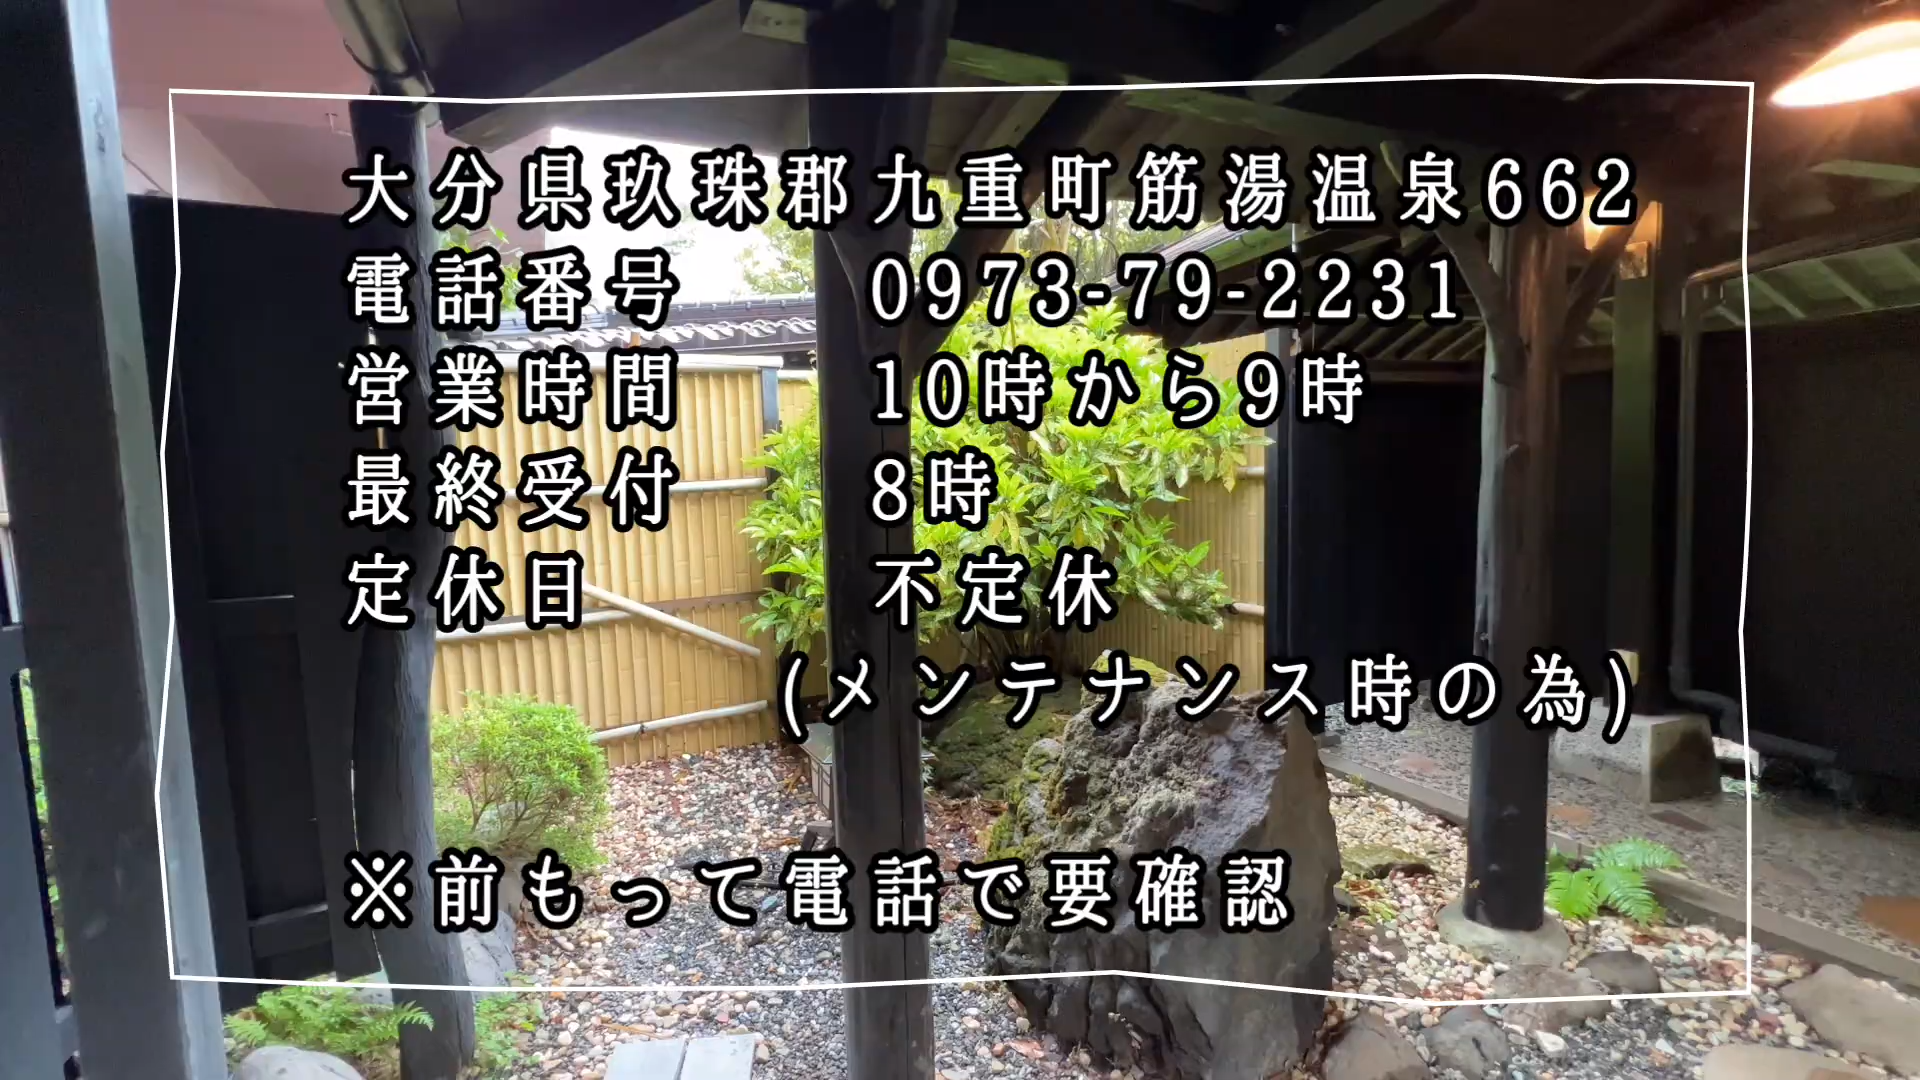 大分県玖珠郡九重町筋湯温泉662
電話番号 0973-79-2231
営業時間 10時から9時
最終受付 8時
定休日 不定休
(メンテナンス時の為)
※前もって電話で要確認